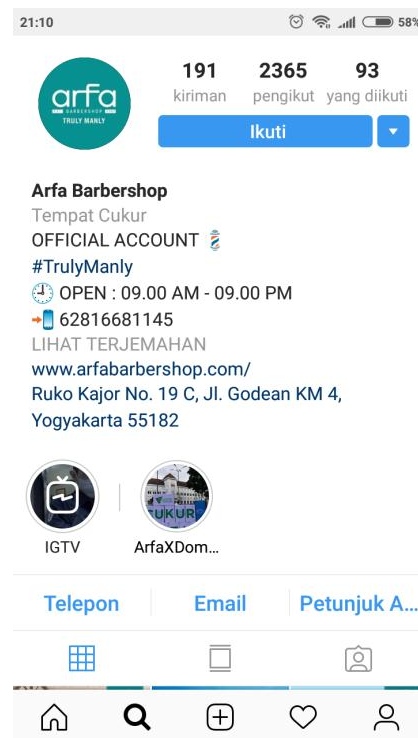 21:10
58%
arfa
BARBERSHOP
TRULY MANLY
191 2365 93
kiriman pengikut yang diikuti
Ikuti
Arfa Barbershop
Tempat Cukur
OFFICIAL ACCOUNT
#TrulyManly
OPEN : 09.00 AM - 09.00 PM
62816681145
LIHAT TERJEMAHAN
www.arfabarbershop.com/
Ruko Kajor No. 19 C, Jl. Godean KM 4,
Yogyakarta 55182
UKUR
IGTV ArfaXDom...
Telepon Email Petunjuk A...